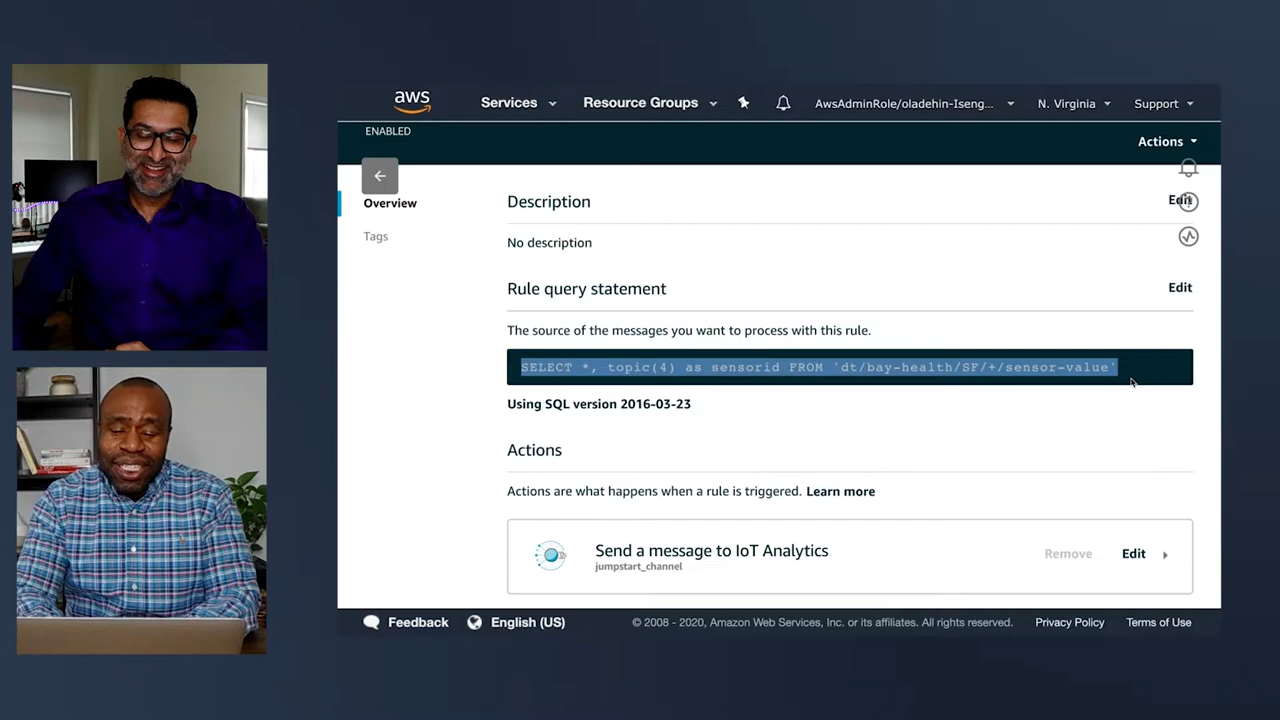 aws Services Resource Groups AwsAdminRole/oladehin-Iseng... N. Virginia Support
ENABLED
Actions
Overview
Tags
Description Edit
No description
Rule query statement Edit
The source of the messages you want to process with this rule.
SELECT *, topic(4) as sensorid FROM 'dt/bay-health/SF/+/sensor-value'
Using SQL version 2016-03-23
Actions
Actions are what happens when a rule is triggered. Learn more
Send a message to IoT Analytics Remove Edit
jumpstart_channel
Feedback English (US) © 2008 - 2020, Amazon Web Services, Inc. or its affiliates. All rights reserved. Privacy Policy Terms of Use